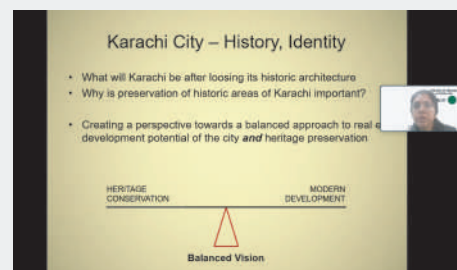 Karachi City – History, Identity
• What will Karachi be after loosing its historic architecture
• Why is preservation of historic areas of Karachi important?
• Creating a perspective towards a balanced approach to real e
development potential of the city and heritage preservation
HERITAGE
CONSERVATION
MODERN
DEVELOPMENT
Balanced Vision